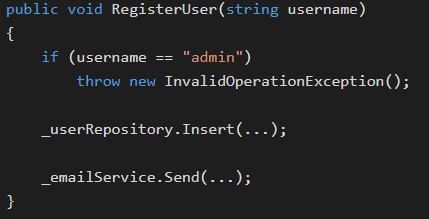 public void RegisterUser(string username)
{
    if (username == "admin")
        throw new InvalidOperationException();
    _userRepository.Insert(...);
    _emailService.Send(...);
}